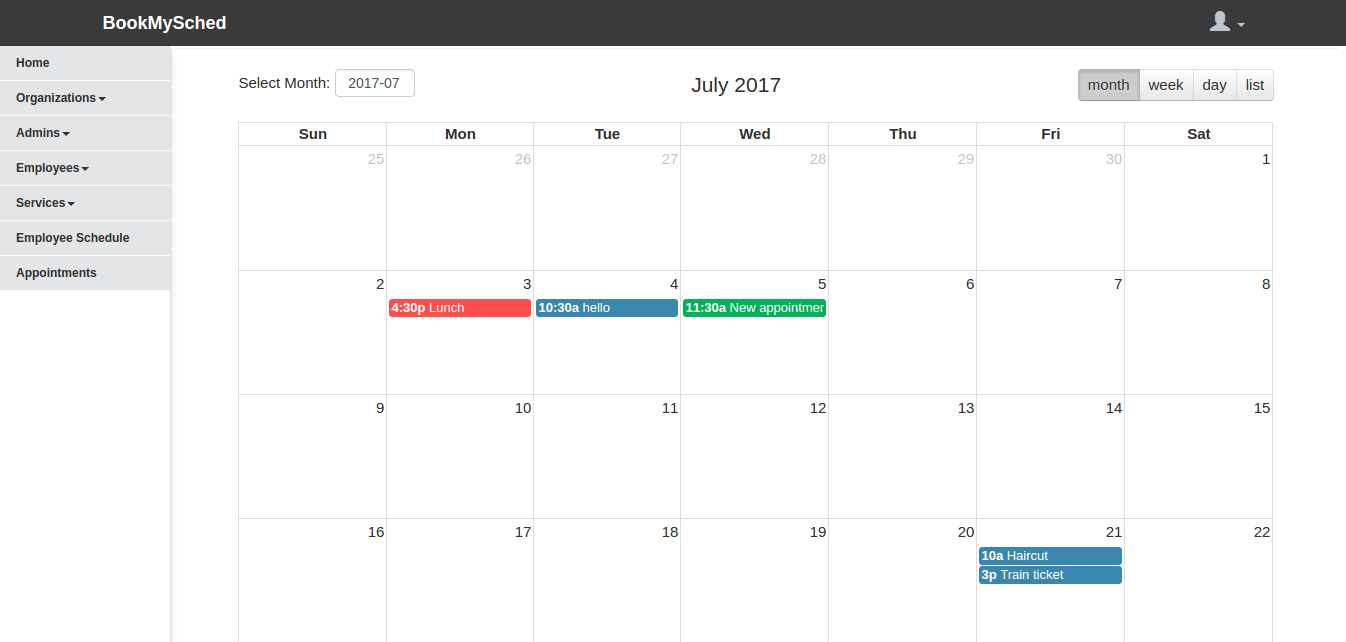 BookMySched
Home
Organizations
Admins
Employees
Services
Employee Schedule
Appointments
Select Month: 2017-07
July 2017
month week day list
Sun Mon Tue Wed Thu Fri Sat
25 26 27 28 29 30 1
2 3 4 5 6 7 8
4:30p Lunch
10:30a hello
11:30a New appointmer
9 10 11 12 13 14 15
16 17 18 19 20 21 22
10a Haircut
3p Train ticket